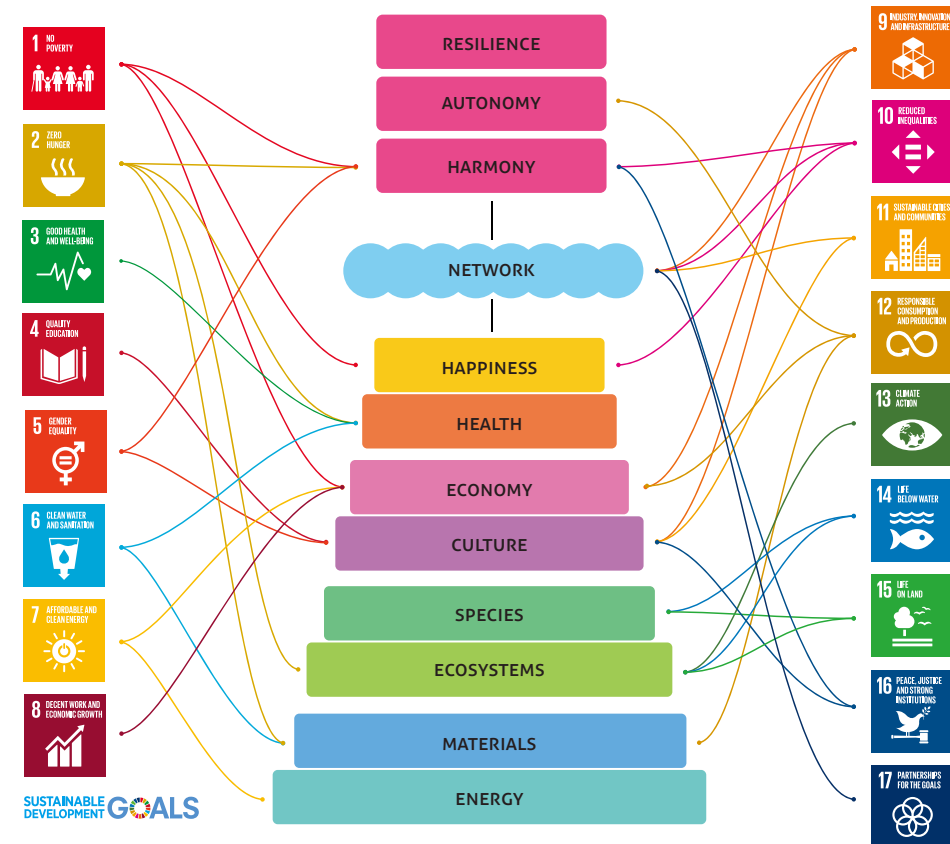 1 NO
POVERTY
2 ZERO
HUNGER
3 GOOD HEALTH
AND WELL-BEING
4 QUALITY
EDUCATION
5 GENDER
EQUALITY
6 CLEAN WATER
AND SANITATION
7 AFFORDABLE AND
CLEAN ENERGY
8 DECENT WORK AND
ECONOMIC GROWTH
SUSTAINABLE
DEVELOPMENT GOALS
RESILIENCE
AUTONOMY
HARMONY
NETWORK
HAPPINESS
HEALTH
ECONOMY
CULTURE
SPECIES
ECOSYSTEMS
MATERIALS
ENERGY
9 INDUSTRY, INNOVATION
AND INFRASTRUCTURE
10 REDUCED
INEQUALITIES
11 SUSTAINABLE CITIES
AND COMMUNITIES
12 RESPONSIBLE
CONSUMPTION
AND PRODUCTION
13 CLIMATE
ACTION
14 LIFE
BELOW WATER
15 LIFE
ON LAND
16 PEACE, JUSTICE
AND STRONG
INSTITUTIONS
17 PARTNERSHIPS
FOR THE GOALS